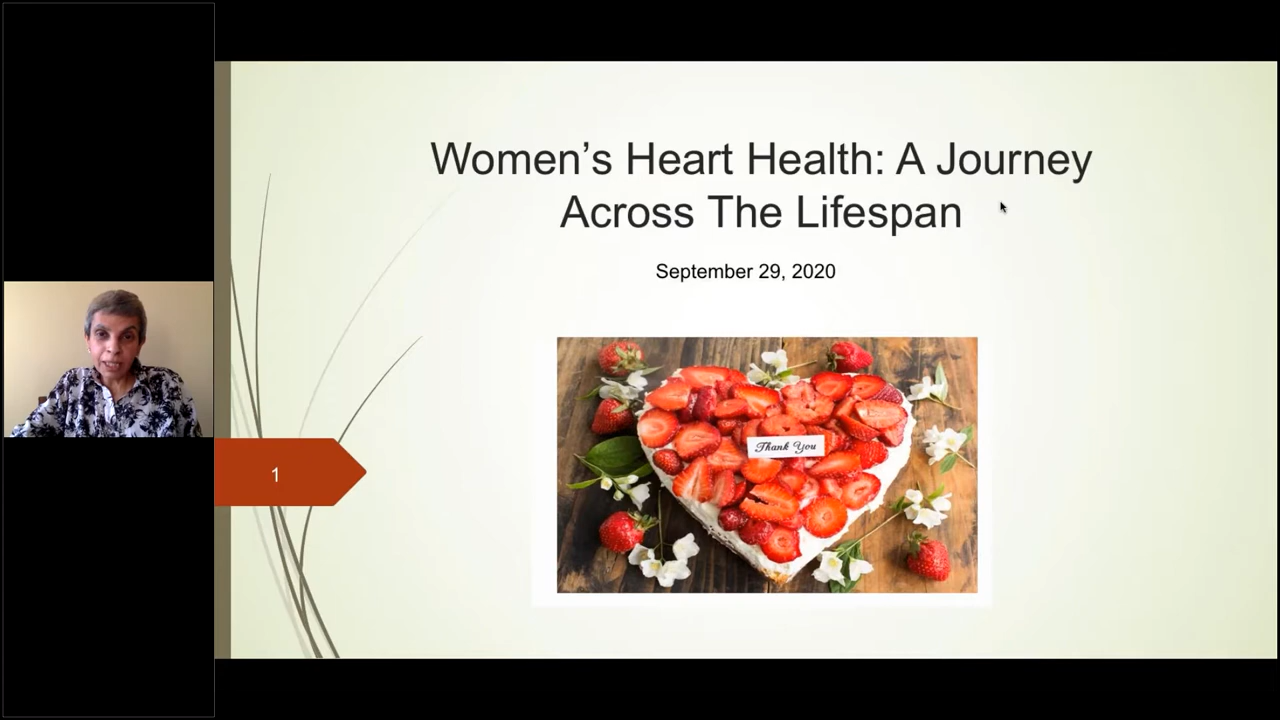 Women’s Heart Health: A Journey
Across The Lifespan
September 29, 2020
Thank You
1